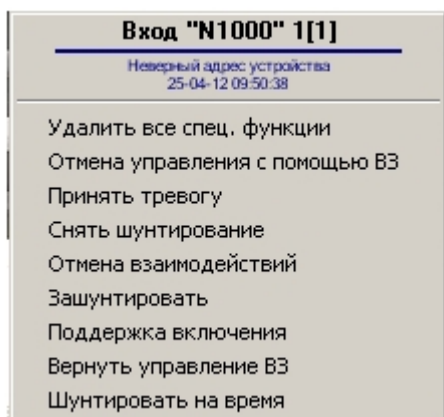 Вход "N1000" 1[1]
Неверный адрес устройства
25-04-12 09:50:38
Удалить все спец. функции
Отмена управления с помощью ВЗ
Принять тревогу
Снять шунтирование
Отмена взаимодействий
Зашунтировать
Поддержка включения
Вернуть управление ВЗ
Шунтировать на время